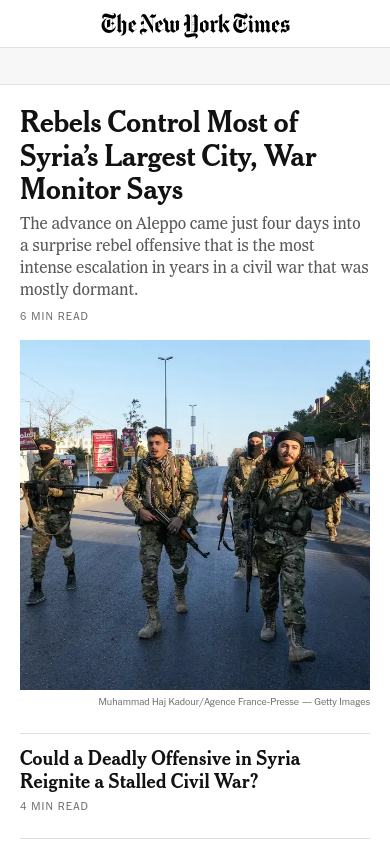 The New York Times
Rebels Control Most of
Syria’s Largest City, War
Monitor Says
The advance on Aleppo came just four days into
a surprise rebel offensive that is the most
intense escalation in years in a civil war that was
mostly dormant.
6 MIN READ
Muhammad Haj Kadour/Agence France-Presse — Getty Images
Could a Deadly Offensive in Syria
Reignite a Stalled Civil War?
4 MIN READ